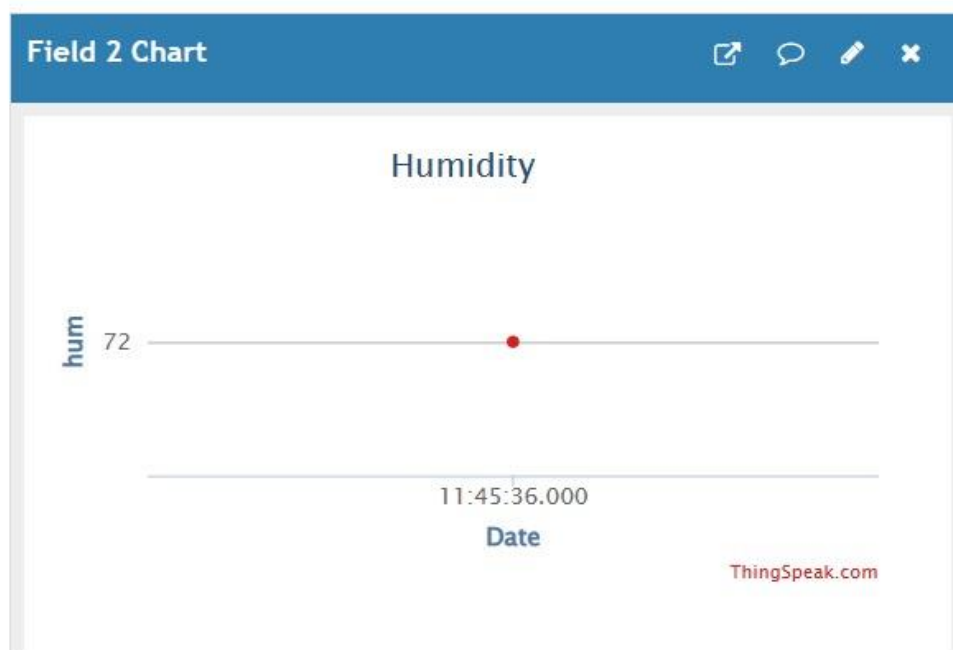 Field 2 Chart
Humidity
hum
72
11:45:36.000
Date
ThingSpeak.com